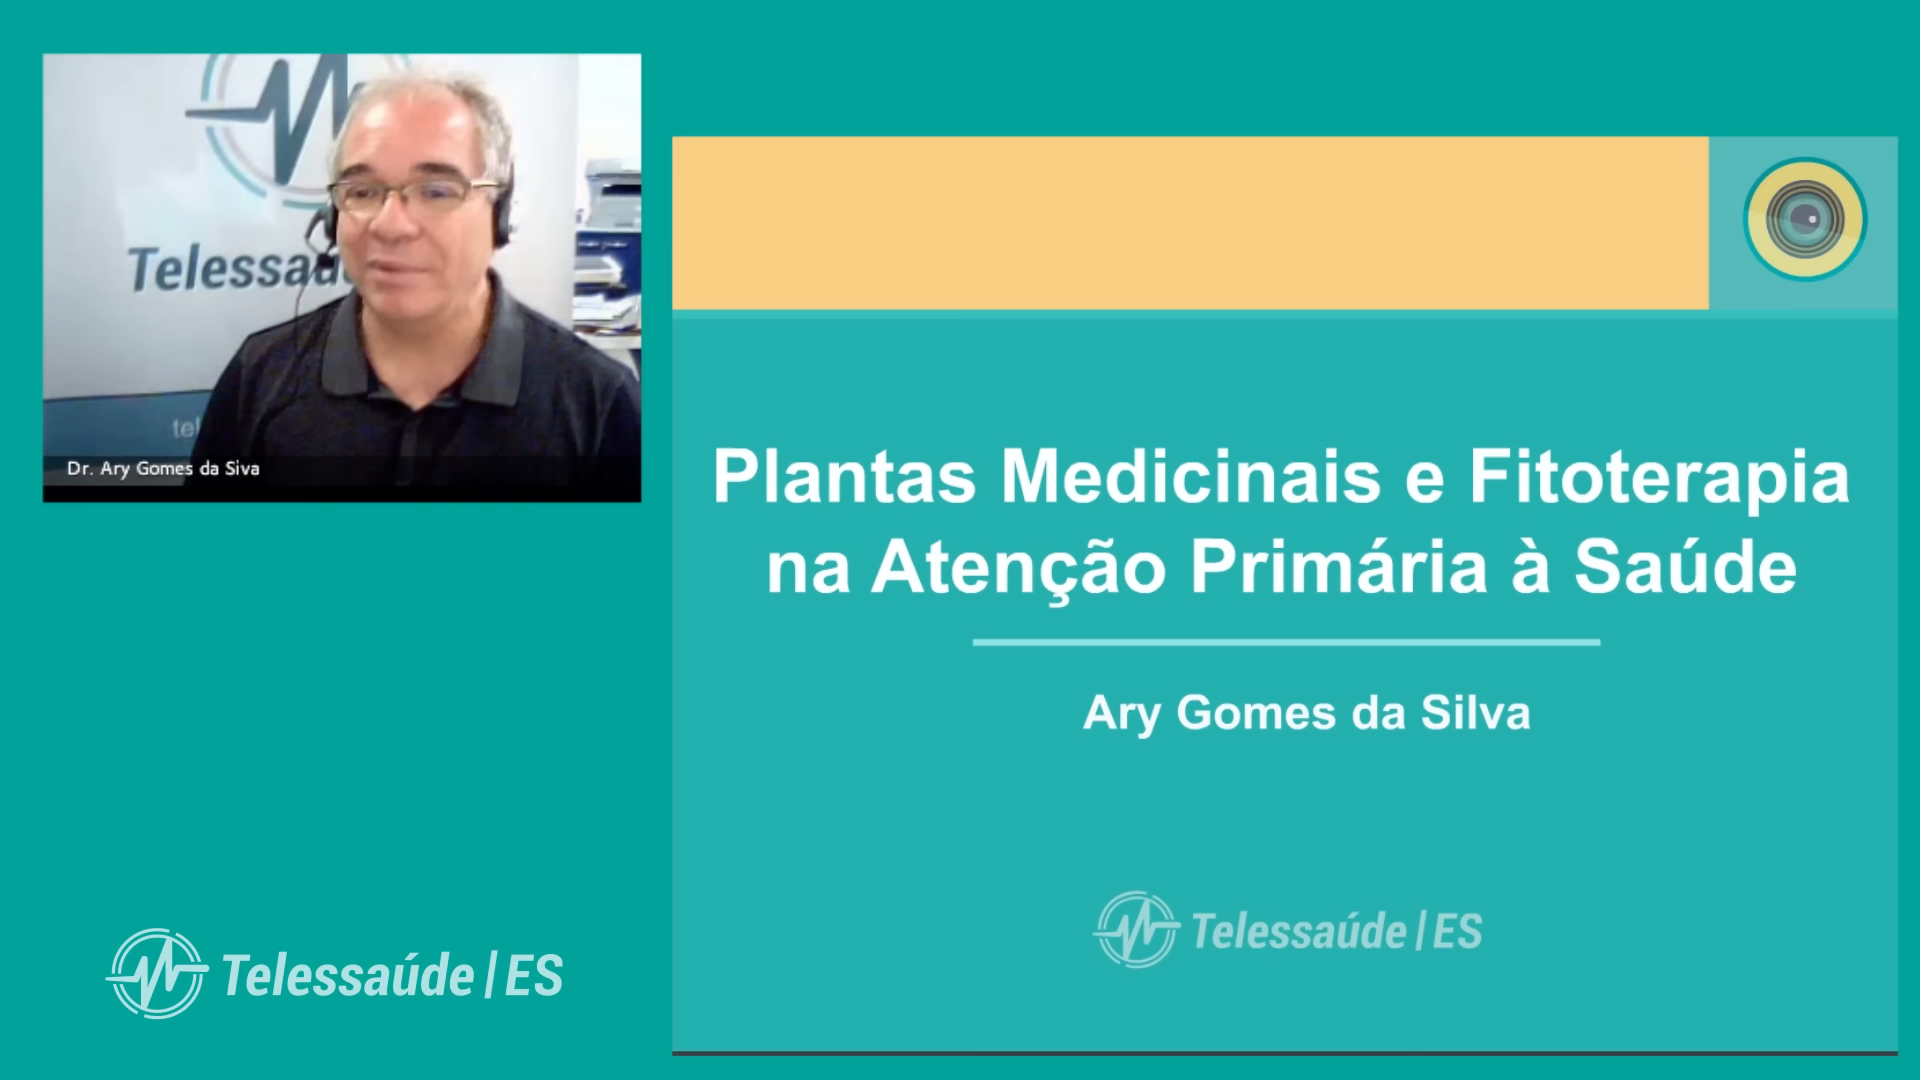 Telessaú
tel
Dr. Ary Gomes da Siva
Plantas Medicinais e Fitoterapia
na Atenção Primária à Saúde
Ary Gomes da Silva
Telessaúde | ES
Telessaúde | ES